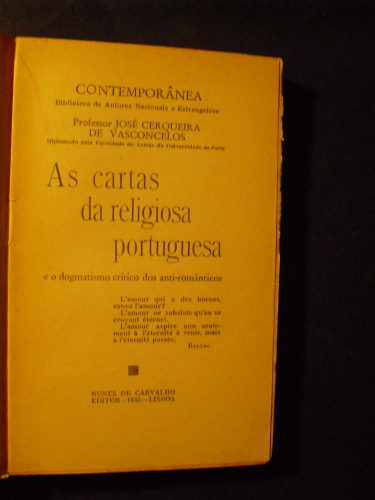 CONTEMPORÂNEA
Biblioteca de Autores Nacionais e Estrangeiros
Professor JOSÉ CERQUEIRA
DE VASCONCELOS
Diplomado pela Faculdade de Letras da Universidade de Paris
As cartas
da religiosa
portuguesa
e o dogmatismo crítico dos anti-românticos
L'amour qui a des bornes,
est-ce l'amour?
L'amour ne subsiste qu'en se
croyant éternel.
L'amour aspire non seule-
ment à l'éternité à venir, mais
à l'éternité passée.
BALZAC
NUNES DE CARVALHO
EDITOR—1935—LISBOA